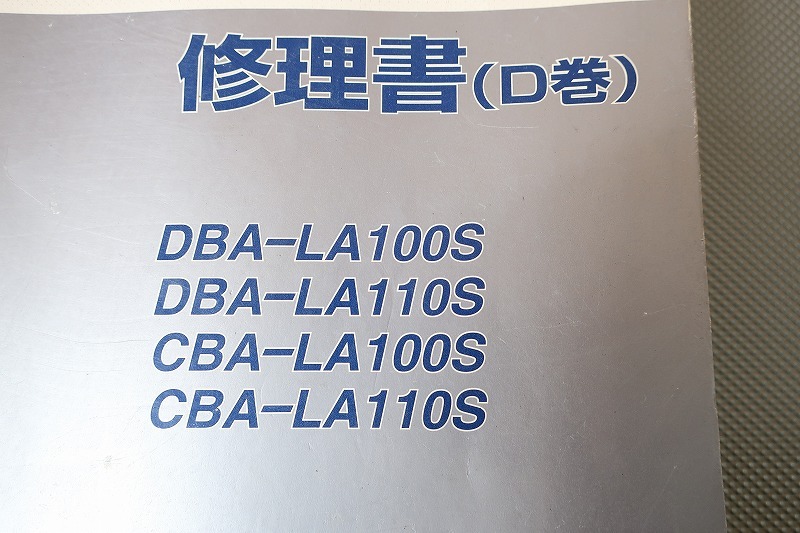 修理書(D巻)
DBA-LA100S
DBA-LA110S
CBA-LA100S
CBA-LA110S